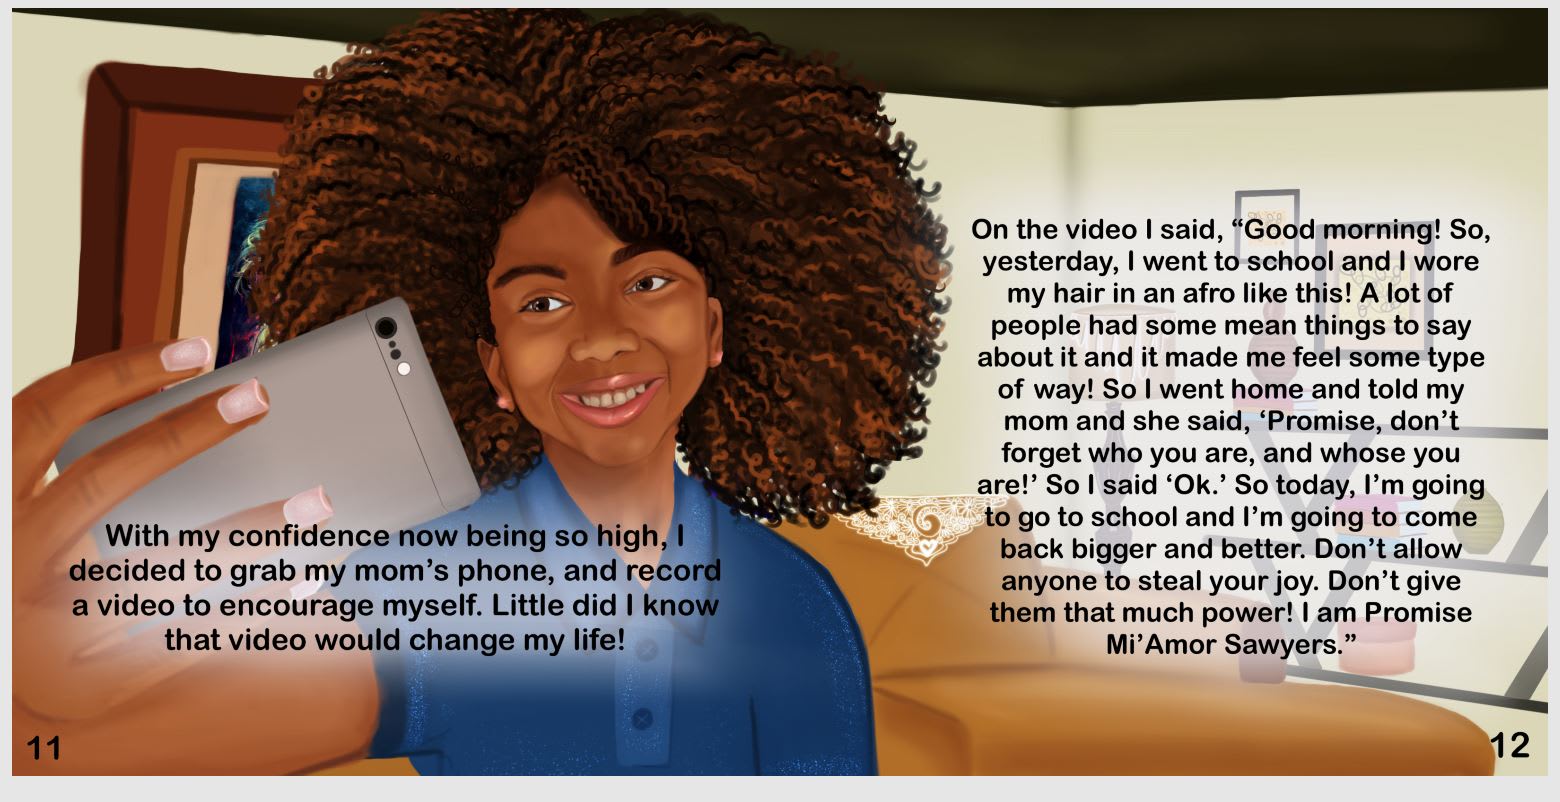 With my confidence now being so high, I
decided to grab my mom’s phone, and record
a video to encourage myself. Little did I know
that video would change my life!
11
On the video I said, “Good morning! So,
yesterday, I went to school and I wore
my hair in an afro like this! A lot of
people had some mean things to say
about it and it made me feel some type
of way! So I went home and told my
mom and she said, ‘Promise, don’t
forget who you are, and whose you
are!’ So I said ‘Ok.’ So today, I’m going
to go to school and I’m going to come
back bigger and better. Don’t allow
anyone to steal your joy. Don’t give
them that much power! I am Promise
Mi’Amor Sawyers.”
12